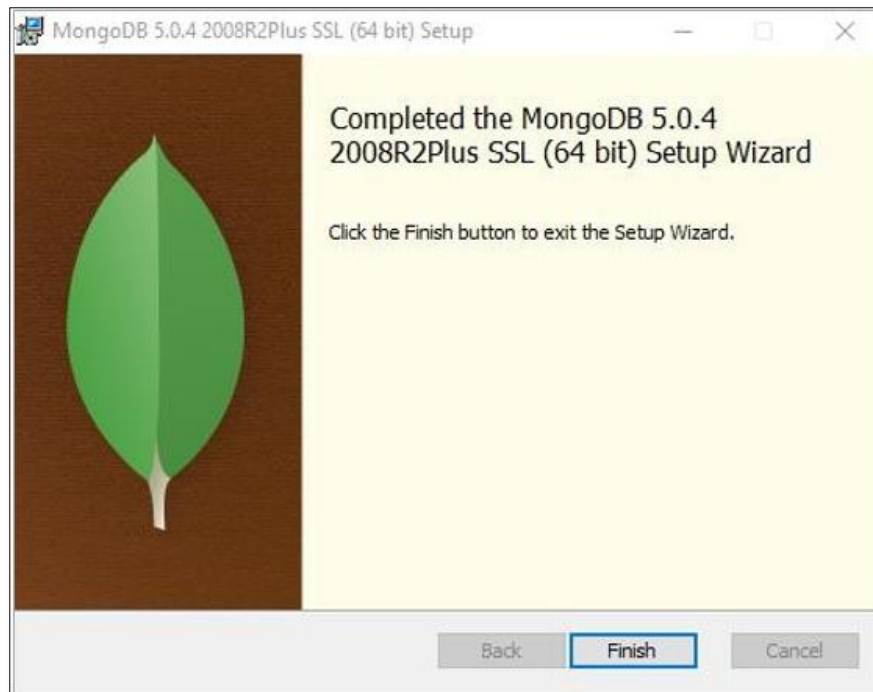 MongoDB 5.0.4 2008R2Plus SSL (64 bit) Setup
Completed the MongoDB 5.0.4
2008R2Plus SSL (64 bit) Setup Wizard
Click the Finish button to exit the Setup Wizard.
Back Finish Cancel